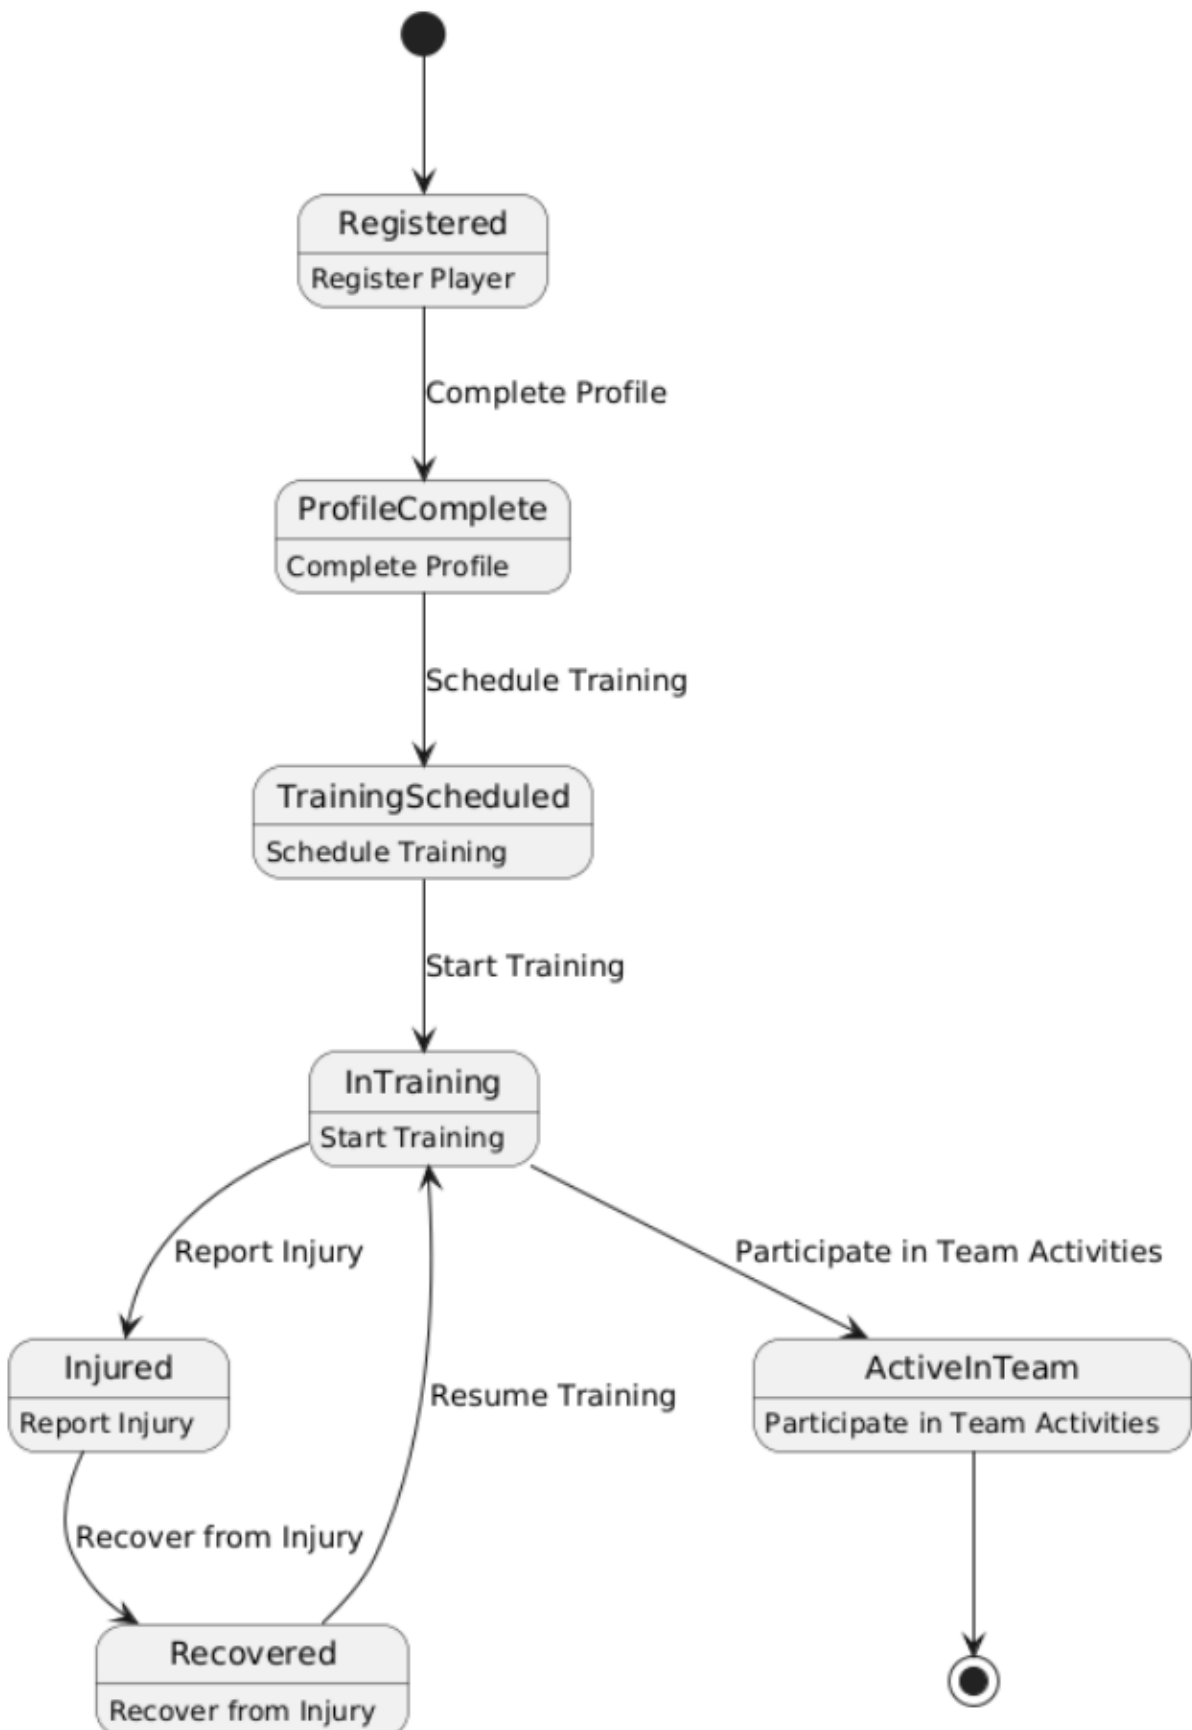 Registered
Register Player
Complete Profile
ProfileComplete
Complete Profile
Schedule Training
TrainingScheduled
Schedule Training
Start Training
InTraining
Start Training
Report Injury
Participate in Team Activities
Injured
Report Injury
Resume Training
ActiveInTeam
Participate in Team Activities
Recover from Injury
Recovered
Recover from Injury